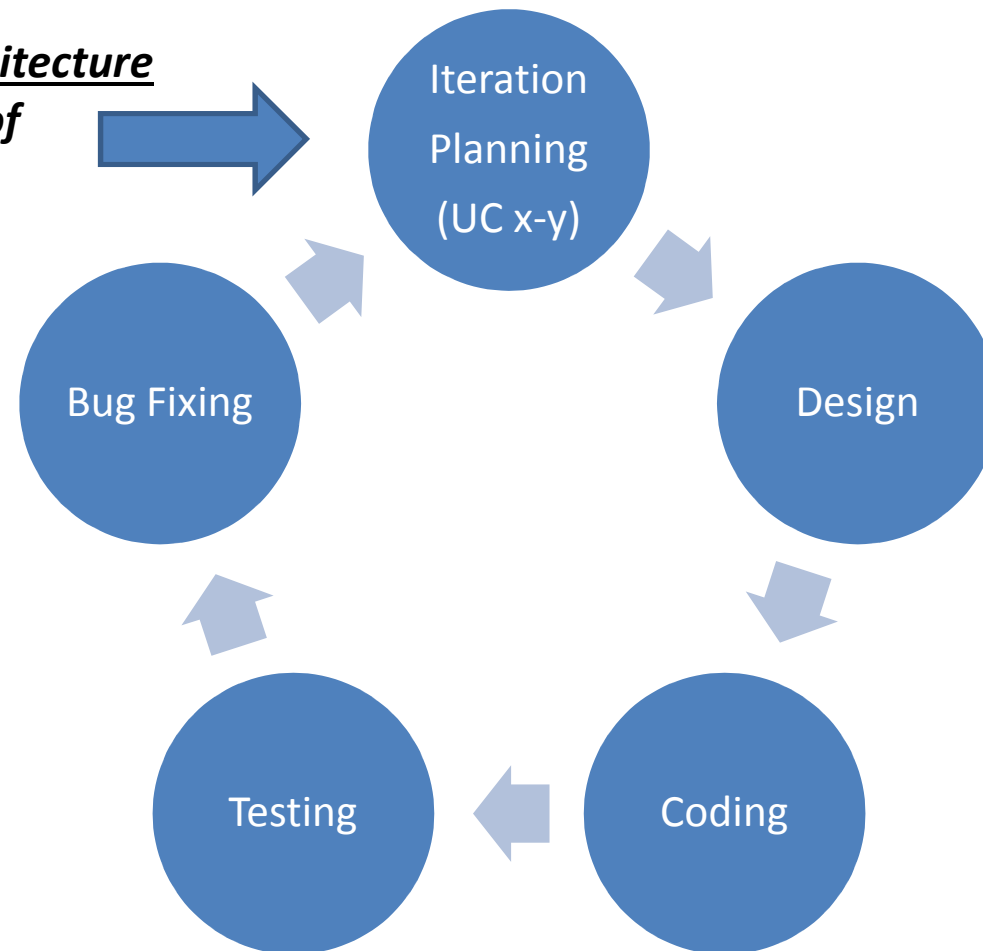 itecture
of
Iteration
Planning
(UC x-y)
Bug Fixing
Design
Testing
Coding